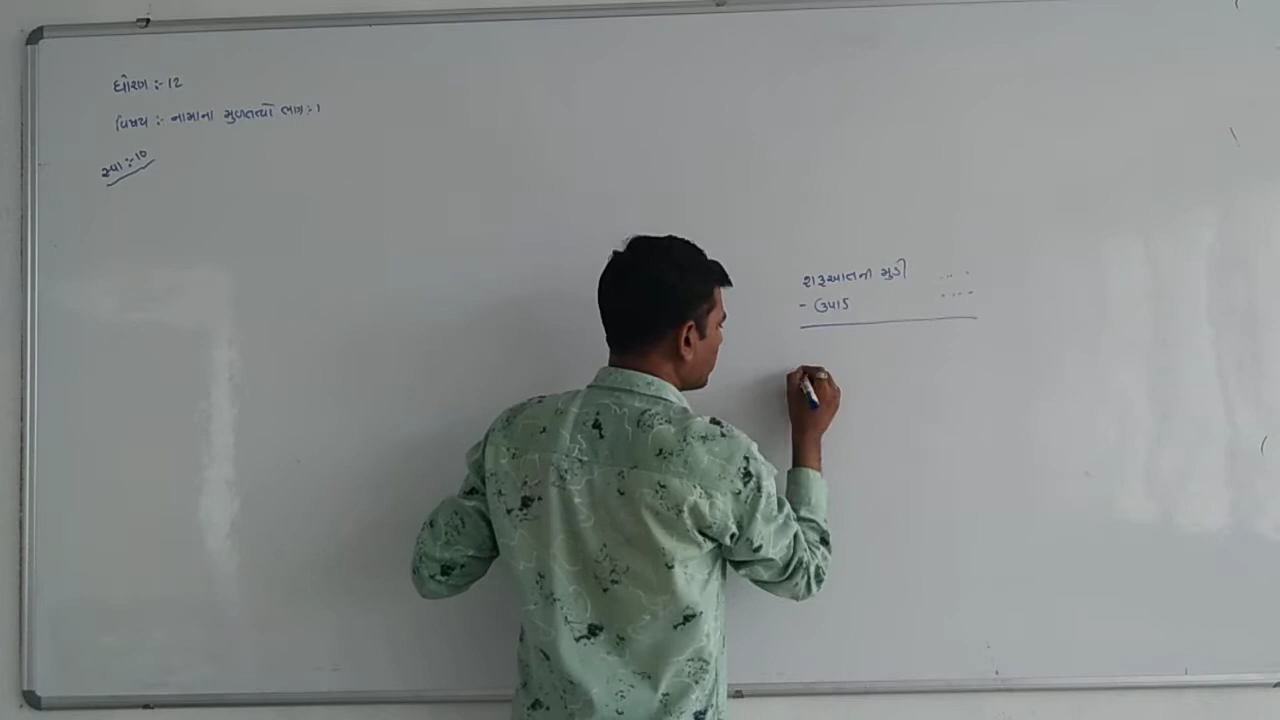 ધોરણ :- 12
વિષય :- નામાના મુળતત્વો ભાગ :- 1
સ્વા :- 10
શરૂઆતની મુડી ....
- ઉપાડ ....